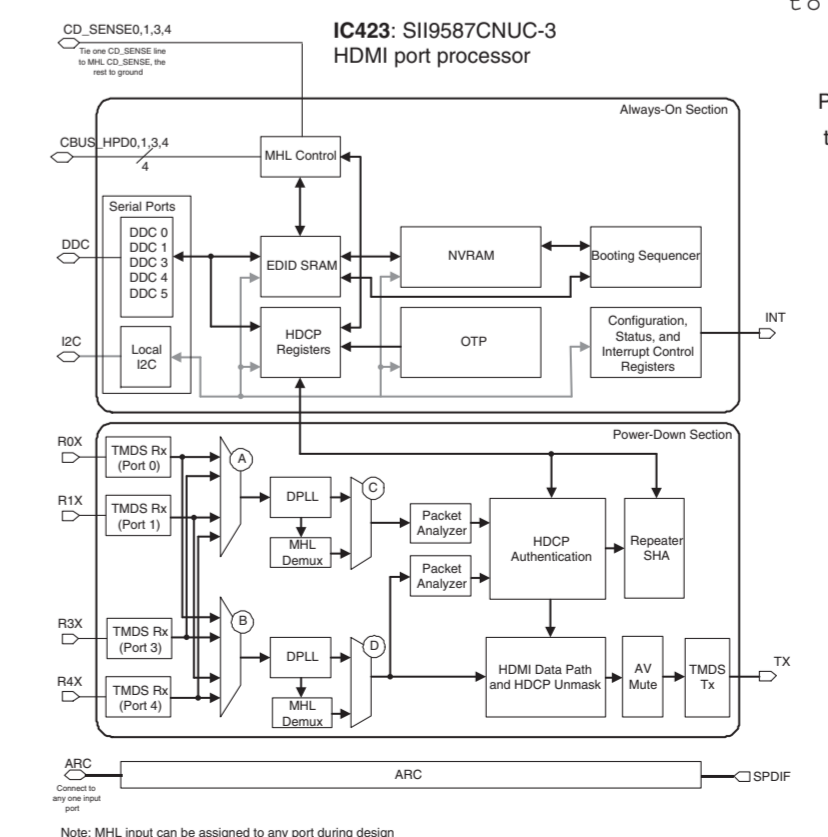 to
CD_SENSE0,1,3,4
Tie one CD_SENSE line
to MHL CD_SENSE, the
rest to ground
IC423: SII9587CNUC-3
HDMI port processor
P
t
Always-On Section
CBUS_HPD0,1,3,4
4
MHL Control
Serial Ports
DDC
DDC 0
DDC 1
DDC 3
DDC 4
DDC 5
EDID SRAM
NVRAM
Booting Sequencer
I2C
Local
I2C
HDCP
Registers
OTP
Configuration,
Status, and
Interrupt Control
Registers
INT
Power-Down Section
R0X
TMDS Rx
(Port 0)
A
R1X
TMDS Rx
(Port 1)
DPLL
MHL
Demux
C
Packet
Analyzer
Packet
Analyzer
HDCP
Authentication
Repeater
SHA
R3X
TMDS Rx
(Port 3)
B
R4X
TMDS Rx
(Port 4)
DPLL
MHL
Demux
D
HDMI Data Path
and HDCP Unmask
AV
Mute
TMDS
Tx
TX
ARC
Connect to
any one input
port
ARC
SPDIF
Note: MHL input can be assigned to any port during design